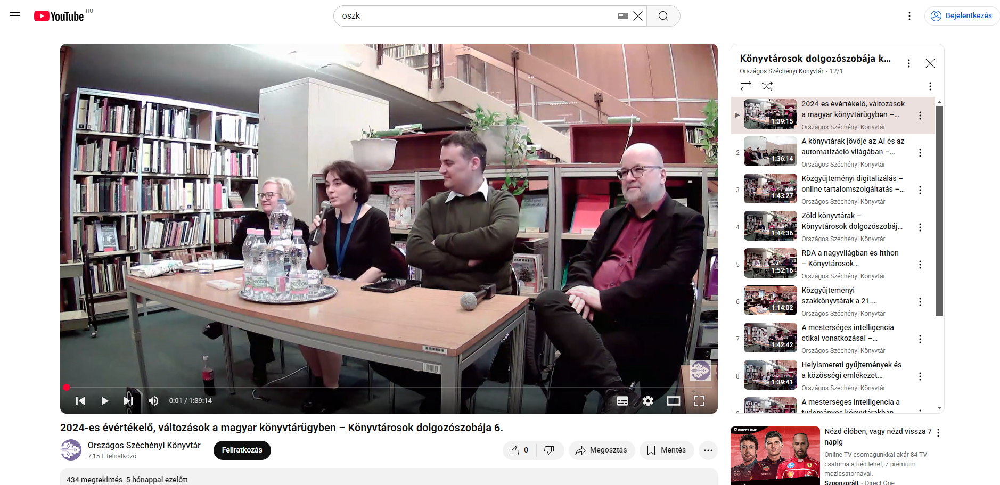 YouTube HU
oszk
Bejelentkezés
ctenár
THEODORA
THEODORA
0:01 / 1:39:14
2024-es évértékelő, változások a magyar könyvtárügyben – Könyvtárosok dolgozószobája 6.
Országos Széchényi Könyvtár
7,15 E feliratkozó
Feliratkozás
0
Megosztás
Mentés
434 megtekintés 5 hónappal ezelőtt
Könyvtárosok dolgozószobája k...
Országos Széchényi Könyvtár - 12/1
2024-es évértékelő, változások
a magyar könyvtárügyben –...
Országos Széchényi Könyvtár
1:39:15
2
A könyvtárak jövője az AI és az
automatizáció világában –...
Országos Széchényi Könyvtár
1:36:14
3
Közgyűjteményi digitalizálás –
online tartalomszolgáltatás –...
Országos Széchényi Könyvtár
1:43:27
4
Zöld könyvtárak –
Könyvtárosok dolgozószobáj...
Országos Széchényi Könyvtár
1:44:36
5
RDA a nagyvilágban és itthon
– Könyvtárosok...
Országos Széchényi Könyvtár
1:52:16
6
Közgyűjteményi
szakkönyvtárak a 21....
Országos Széchényi Könyvtár
1:14:02
7
A mesterséges intelligencia
etikai vonatkozásai –...
Országos Széchényi Könyvtár
1:42:42
8
Helyismereti gyűjtemények és
a közösségi emlékezet...
Országos Széchényi Könyvtár
1:39:41
9
A mesterséges intelligencia a
tudományos könyvtárakban
DIRECT ONE
Nézd élőben, vagy nézd vissza 7
napig
Online TV csomagunkkal akár 84 TV-
csatorna a tiéd lehet, 7 prémium
mozicsatornával.
Szponzorált · Direct One